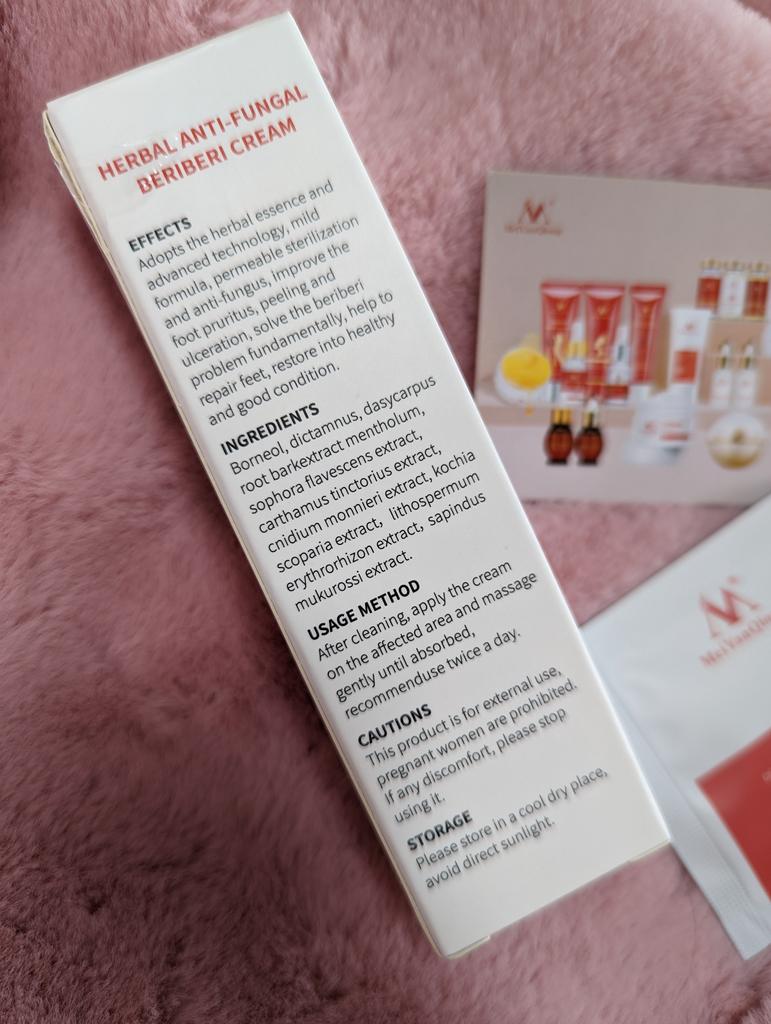 HERBAL ANTI-FUNGAL
BERIBERI CREAM
EFFECTS
Adopts the herbal essence and
advanced technology, mild
formula, permeable sterilization
and anti-fungus, improve the
foot pruritus, peeling and
ulceration, solve the beriberi
problem fundamentally, help to
repair feet, restore into healthy
and good condition.
INGREDIENTS
Borneol, dictamnus, dasycarpus
root barkextract mentholum,
sophora flavescens extract,
carthamus tinctorius extract,
cnidium monnieri extract, kochia
scoparia extract, lithospermum
erythrorhizon extract, sapindus
mukurossi extract.
USAGE METHOD
After cleaning, apply the cream
on the affected area and massage
gently until absorbed,
recommenduse twice a day.
CAUTIONS
This product is for external use,
pregnant women are prohibited.
If any discomfort, please stop
using it.
STORAGE
Please store in a cool dry place,
avoid direct sunlight.
MeiYanQiong